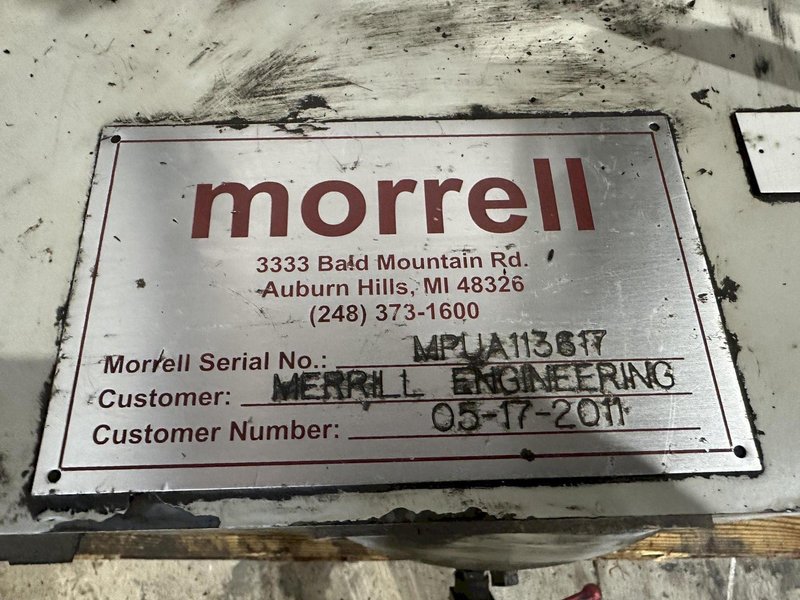 morrell
3333 Bald Mountain Rd.
Auburn Hills, MI 48326
(248) 373-1600
Morrell Serial No.: MPUA113617
Customer: MERRILL ENGINEERING
Customer Number: 05-17-2011